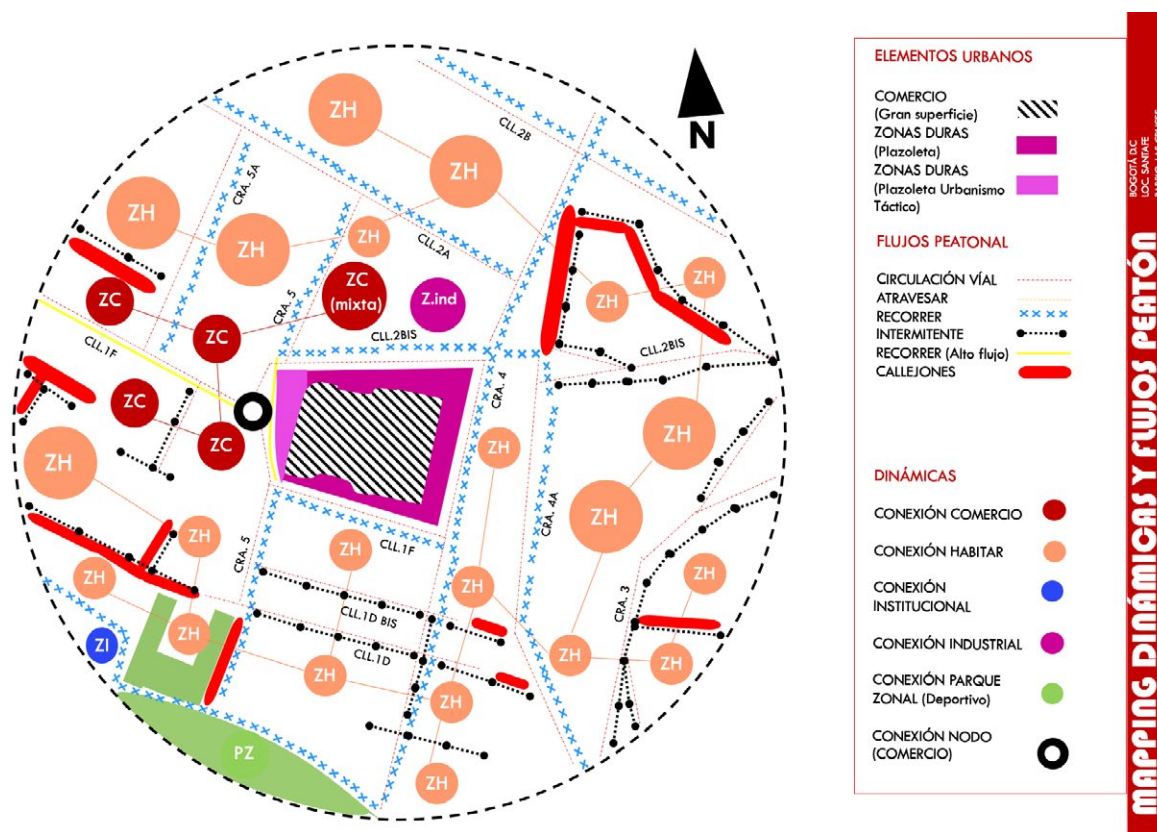 ZH
CLL.2B
N
ZH
CRA. 5A
ZH
ZH
ZH
CLL.2A
ZC
ZC
(mixta)
Z.ind
ZH
ZH
CRA. 5
CLL.2BIS
CLL.2BIS
ZC
CLL.1F
CRA. 4
ZC
ZC
ZH
ZH
ZH
CRA. 4A
ZH
ZH
ZH
CRA. 5
CLL.1F
ZH
ZH
ZH
ZH
CRA. 3
CLL.1D BIS
ZH
ZI
CLL.1D
ZH
ZH
ZH
ZH
PZ
ZH
ELEMENTOS URBANOS
COMERCIO
(Gran superficie)
ZONAS DURAS
(Plazoleta)
ZONAS DURAS
(Plazoleta Urbanismo
Táctico)
FLUJOS PEATONAL
CIRCULACIÓN VÍAL
ATRAVESAR
RECORRER
INTERMITENTE
RECORRER (Alto flujo)
CALLEJONES
DINÁMICAS
CONEXIÓN COMERCIO
CONEXIÓN HABITAR
CONEXIÓN
INSTITUCIONAL
CONEXIÓN INDUSTRIAL
CONEXIÓN PARQUE
ZONAL (Deportivo)
CONEXIÓN NODO
(COMERCIO)
BOGOTÁ D.C
LOC. SANTAFE
MAPPING DINÁMICAS Y FLUJOS PEATÓN